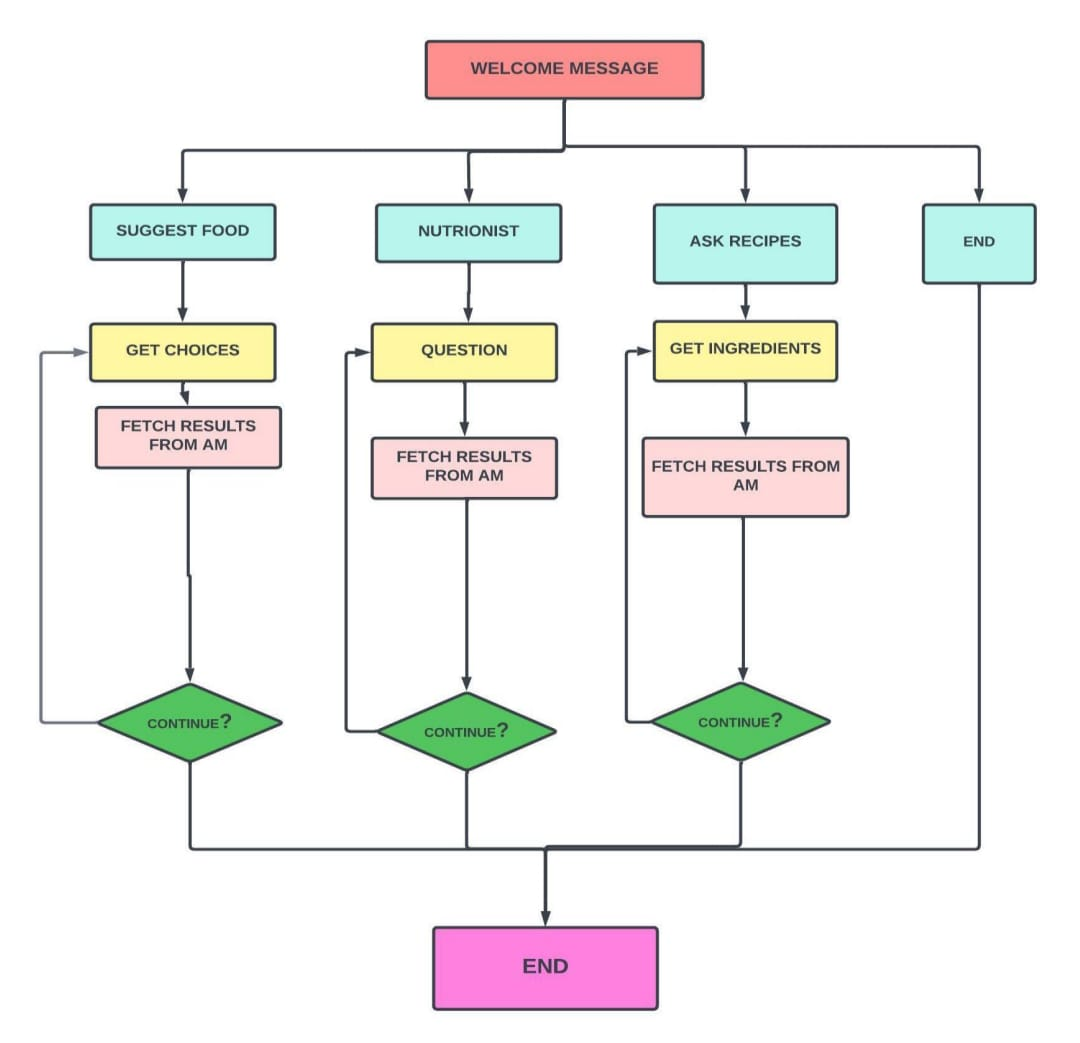 WELCOME MESSAGE
SUGGEST FOOD
NUTRIONIST
ASK RECIPES
END
GET CHOICES
QUESTION
GET INGREDIENTS
FETCH RESULTS
FROM AM
FETCH RESULTS
FROM AM
FETCH RESULTS FROM
AM
CONTINUE?
CONTINUE?
CONTINUE?
END